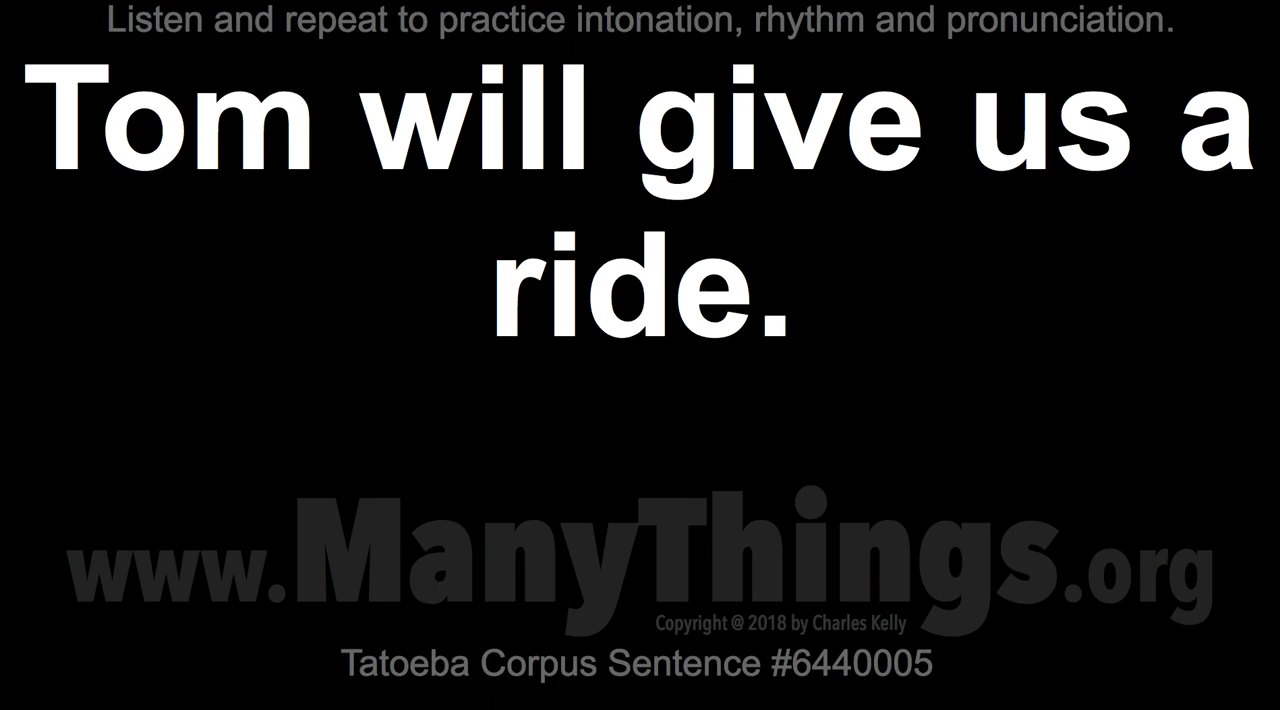 Listen and repeat to practice intonation, rhythm and pronunciation.
Tom will give us a
ride.
www.ManyThings.org
Copyright @ 2018 by Charles Kelly
Tatoeba Corpus Sentence #6440005